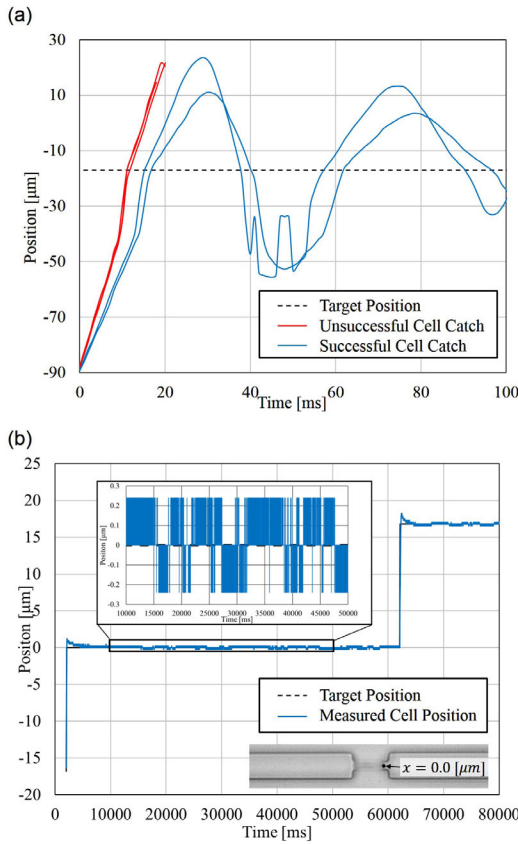 (a)
30
10
-10
-30
-50
-70
-90
Position [μm]
Target Position
Unsuccessful Cell Catch
Successful Cell Catch
0 20 40 60 80 100
Time [ms]
(b)
25
20
15
10
5
0
-5
-10
-15
-20
Positon [μm]
0.3
0.2
0.1
0
-0.1
-0.2
-0.3
Positon [μm]
10000 15000 20000 25000 30000 35000 40000 45000 50000
Time [ms]
Target Position
Measured Cell Position
x = 0.0 [μm]
0 10000 20000 30000 40000 50000 60000 70000 80000
Time [ms]